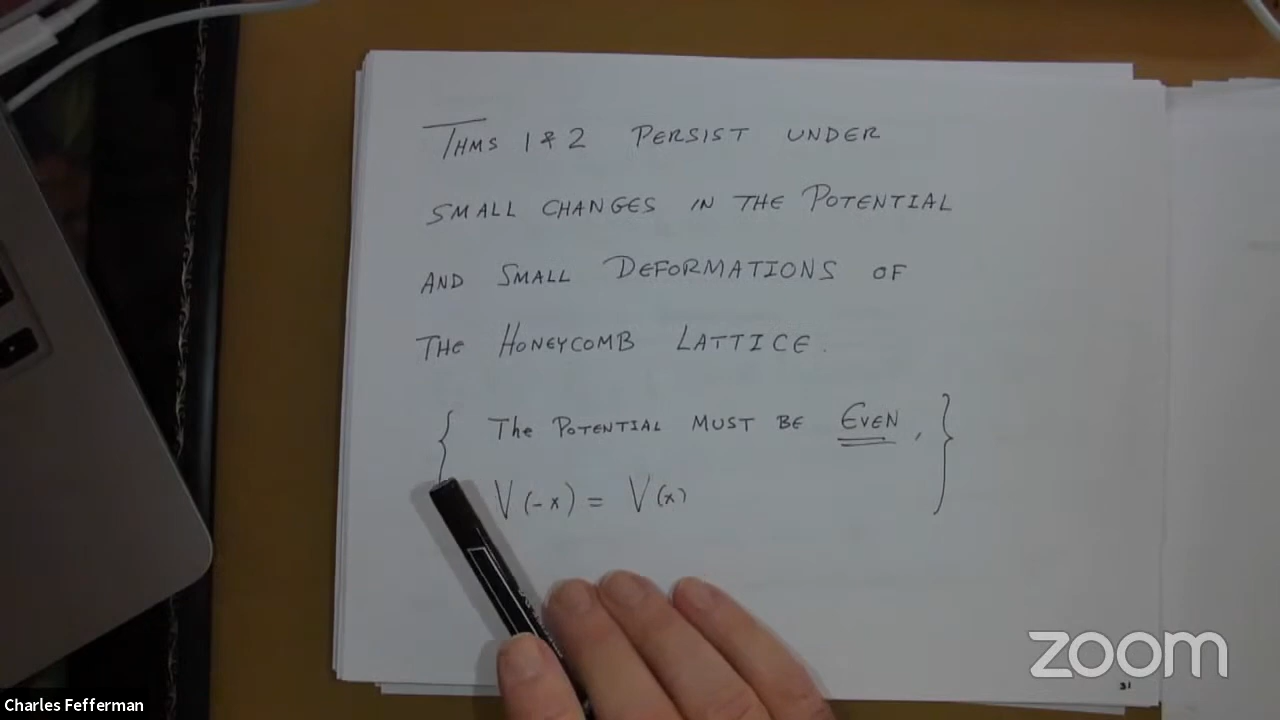 THMS 1 & 2 PERSIST UNDER
SMALL CHANGES IN THE POTENTIAL
AND SMALL DEFORMATIONS OF
THE HONEYCOMB LATTICE.
{ The POTENTIAL MUST BE EVEN, }
V(-x) = V(x)
zoom
31
Charles Fefferman